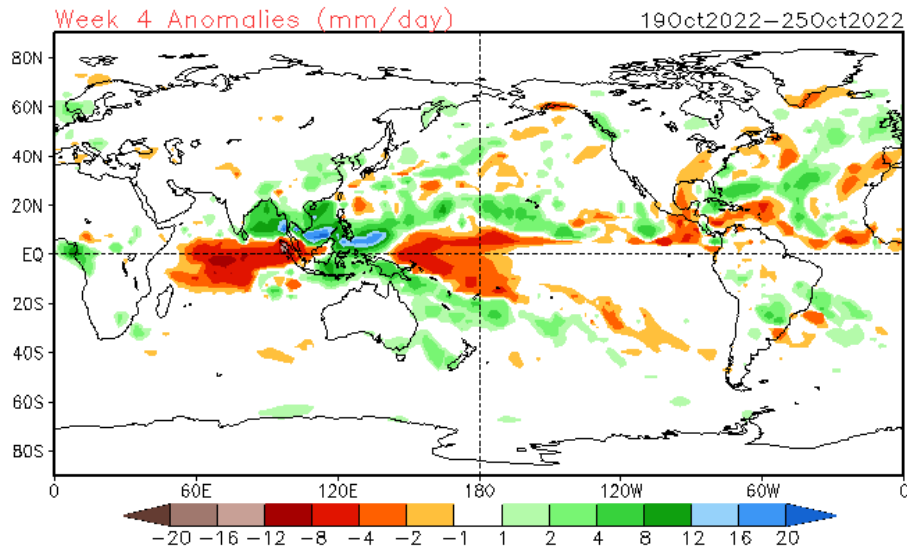 Week 4 Anomalies (mm/day) 19Oct2022–25Oct2022
80N
60N
40N
20N
EQ
20S
40S
60S
80S
0 60E 120E 180 120W 60W 0
−20 −16 −12 −8 −4 −2 −1 1 2 4 8 12 16 20